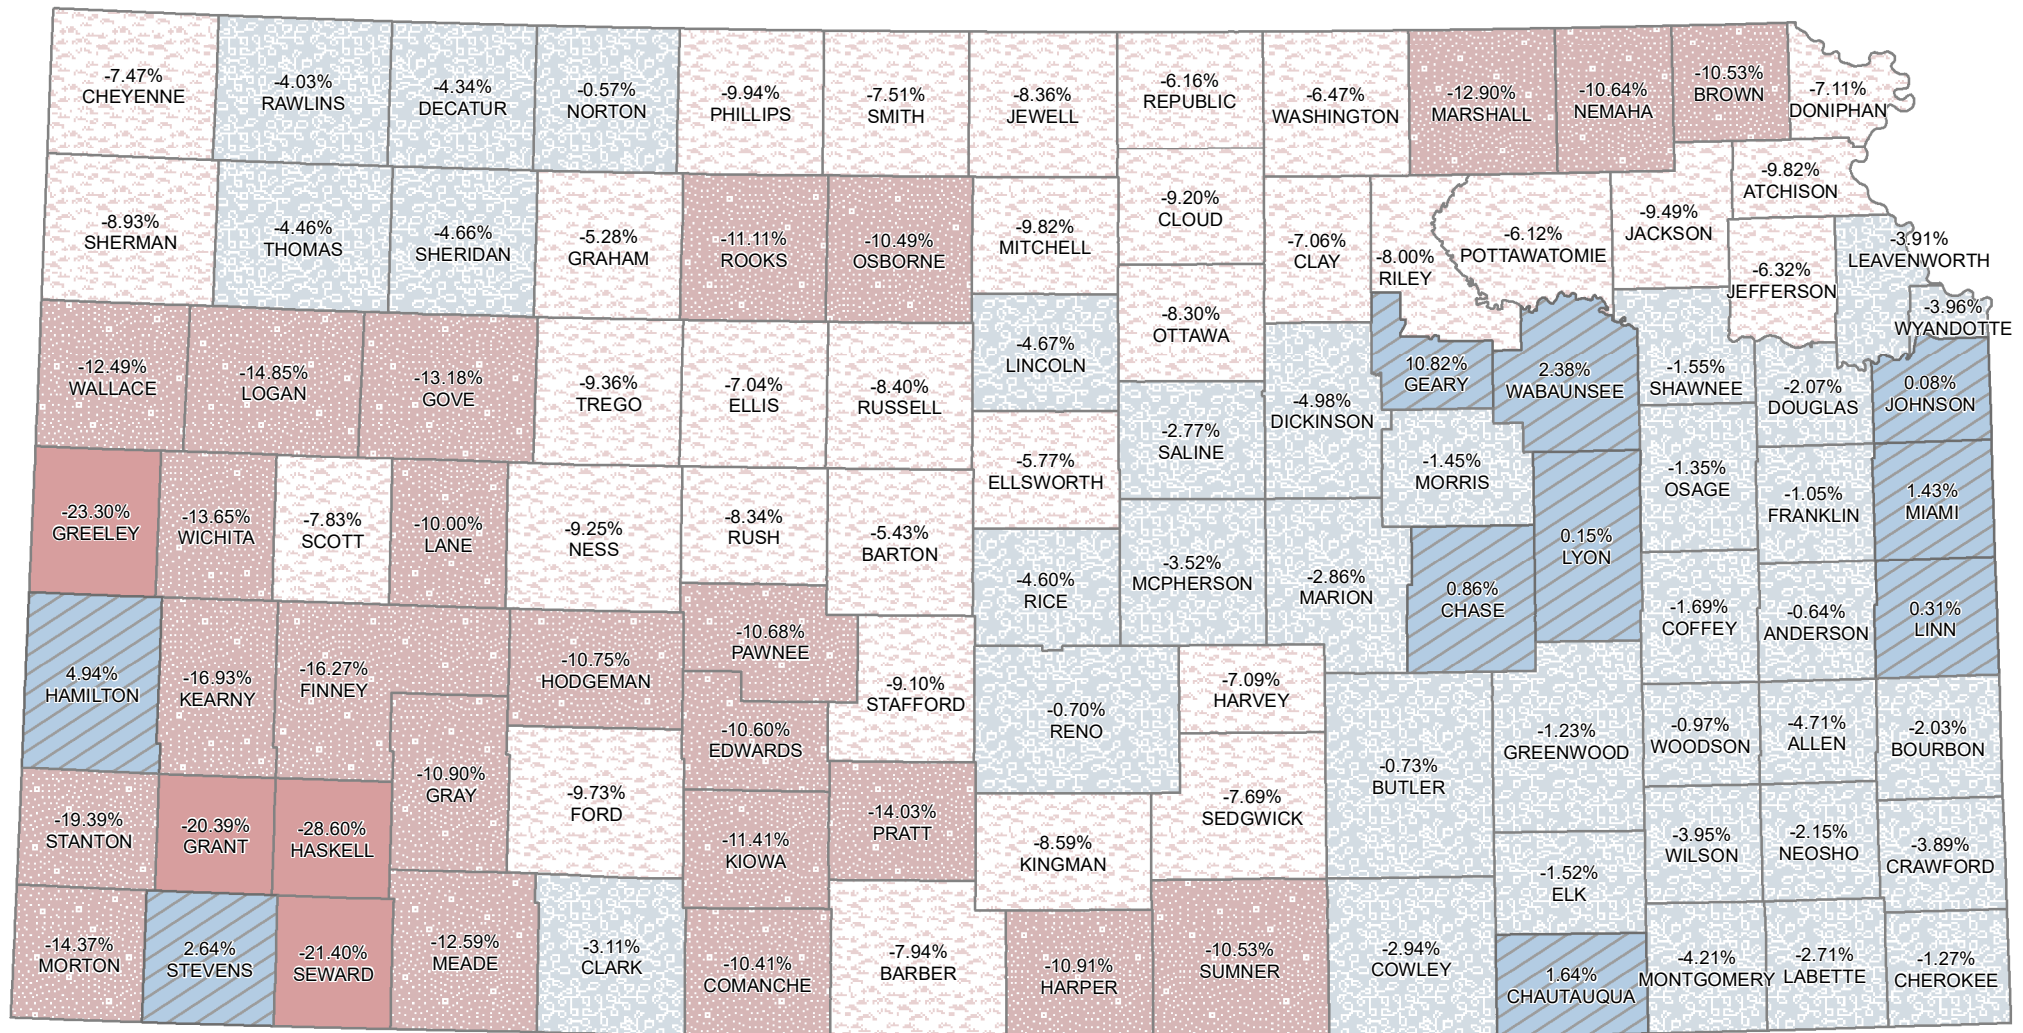 -7.47%
CHEYENNE
-4.03%
RAWLINS
-4.34%
DECATUR
-0.57%
NORTON
-9.94%
PHILLIPS
-7.51%
SMITH
-8.36%
JEWELL
-6.16%
REPUBLIC
-6.47%
WASHINGTON
-12.90%
MARSHALL
-10.64%
NEMAHA
-10.53%
BROWN
-7.11%
DONIPHAN
-8.93%
SHERMAN
-4.46%
THOMAS
-4.66%
SHERIDAN
-5.28%
GRAHAM
-11.11%
ROOKS
-10.49%
OSBORNE
-9.82%
MITCHELL
-9.20%
CLOUD
-7.06%
CLAY
-8.00%
RILEY
-6.12%
POTTAWATOMIE
-9.49%
JACKSON
-9.82%
ATCHISON
-6.32%
JEFFERSON
-3.91%
LEAVENWORTH
-3.96%
WYANDOTTE
-12.49%
WALLACE
-14.85%
LOGAN
-13.18%
GOVE
-9.36%
TREGO
-7.04%
ELLIS
-8.40%
RUSSELL
-4.67%
LINCOLN
-8.30%
OTTAWA
-4.98%
DICKINSON
10.82%
GEARY
2.38%
WABAUNSEE
-1.55%
SHAWNEE
-2.07%
DOUGLAS
0.08%
JOHNSON
-23.30%
GREELEY
-13.65%
WICHITA
-7.83%
SCOTT
-10.00%
LANE
-9.25%
NESS
-8.34%
RUSH
-5.43%
BARTON
-5.77%
ELLSWORTH
-2.77%
SALINE
-1.45%
MORRIS
0.15%
LYON
-1.35%
OSAGE
-1.05%
FRANKLIN
1.43%
MIAMI
4.94%
HAMILTON
-16.93%
KEARNY
-16.27%
FINNEY
-10.75%
HODGEMAN
-10.68%
PAWNEE
-9.10%
STAFFORD
-4.60%
RICE
-3.52%
MCPHERSON
-2.86%
MARION
0.86%
CHASE
-1.69%
COFFEY
-0.64%
ANDERSON
0.31%
LINN
-10.90%
GRAY
-9.73%
FORD
-10.60%
EDWARDS
-0.70%
RENO
-7.09%
HARVEY
-0.73%
BUTLER
-1.23%
GREENWOOD
-0.97%
WOODSON
-4.71%
ALLEN
-2.03%
BOURBON
-19.39%
STANTON
-20.39%
GRANT
-28.60%
HASKELL
-11.41%
KIOWA
-14.03%
PRATT
-8.59%
KINGMAN
-7.69%
SEDGWICK
-1.52%
ELK
-3.95%
WILSON
-2.15%
NEOSHO
-3.89%
CRAWFORD
-14.37%
MORTON
2.64%
STEVENS
-21.40%
SEWARD
-12.59%
MEADE
-3.11%
CLARK
-10.41%
COMANCHE
-7.94%
BARBER
-10.91%
HARPER
-10.53%
SUMNER
-2.94%
COWLEY
1.64%
CHAUTAUQUA
-4.21%
MONTGOMERY
-2.71%
LABETTE
-1.27%
CHEROKEE